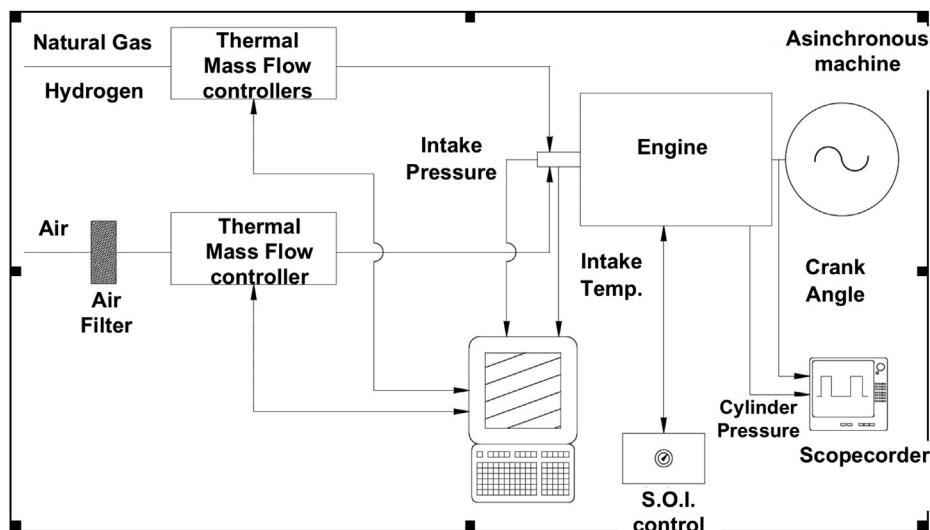 Natural Gas
Hydrogen
Thermal
Mass Flow
controllers
Asinchronous
machine
Intake
Pressure
Engine
Air
Air
Filter
Thermal
Mass Flow
controller
Intake
Temp.
Crank
Angle
Cylinder
Pressure
Scopecorder
S.O.I.
control